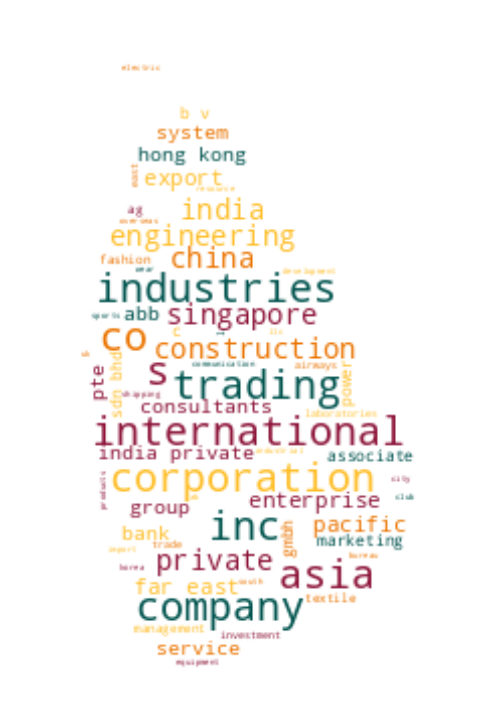 electric
b v
system
hong kong
east
export
resource
india
ag
overseas
engineering
fashion
china
wear
development
industries
sports
abb
singapore
co
c
construction
communication
airways
pte
sdn bhd
s
trading
power
shipping
consultants
laboratories
international
india private
industrial
associate
corporation
products
city
club
group
enterprise
inc
gmbh
pacific
bank
marketing
import
trade
private
bureau
korea
asia
far east
south
company
textile
management
investment
service
equipment